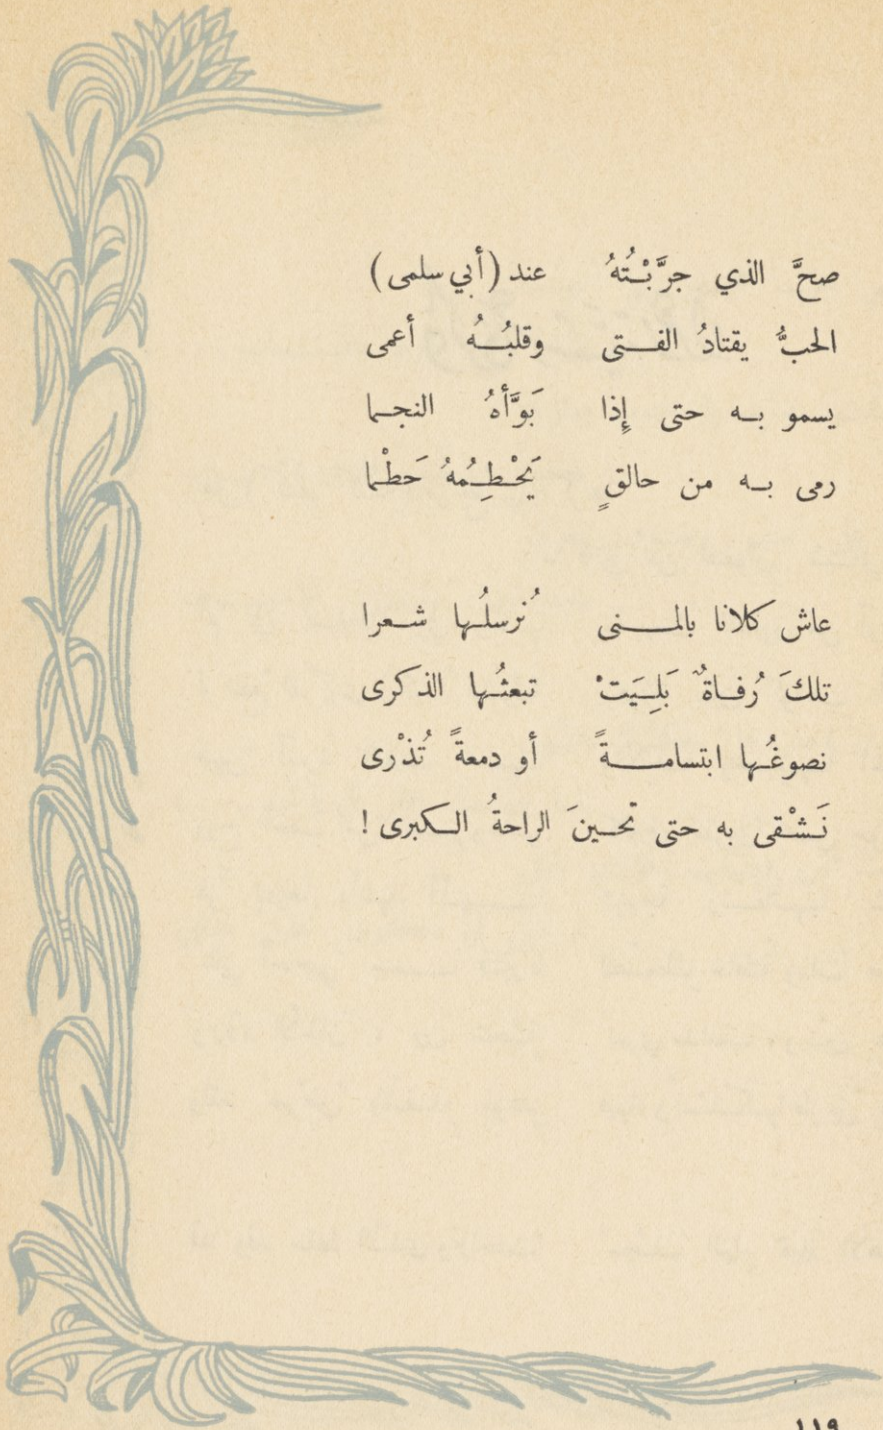 صحَّ الذي جرَّبْتُهُ عند (أبي سلمى)
الحبُّ يقتادُ الفتى وقلبُهُ أعمى
يسمو به حتى إِذا بَوَّأهُ النجما
رمى به من حالقٍ يَحْطِمُهُ حَطْما
عاش كلانا بالمنى نُرسلُها شعرا
تلكَ رُفاةٌ بَلِيَتْ تبعثُها الذكرى
نصوغُها ابتسامةً أو دمعةً تُذْرى
نَشْقى به حتى تحينَ الراحةُ الكبرى!
١١٩